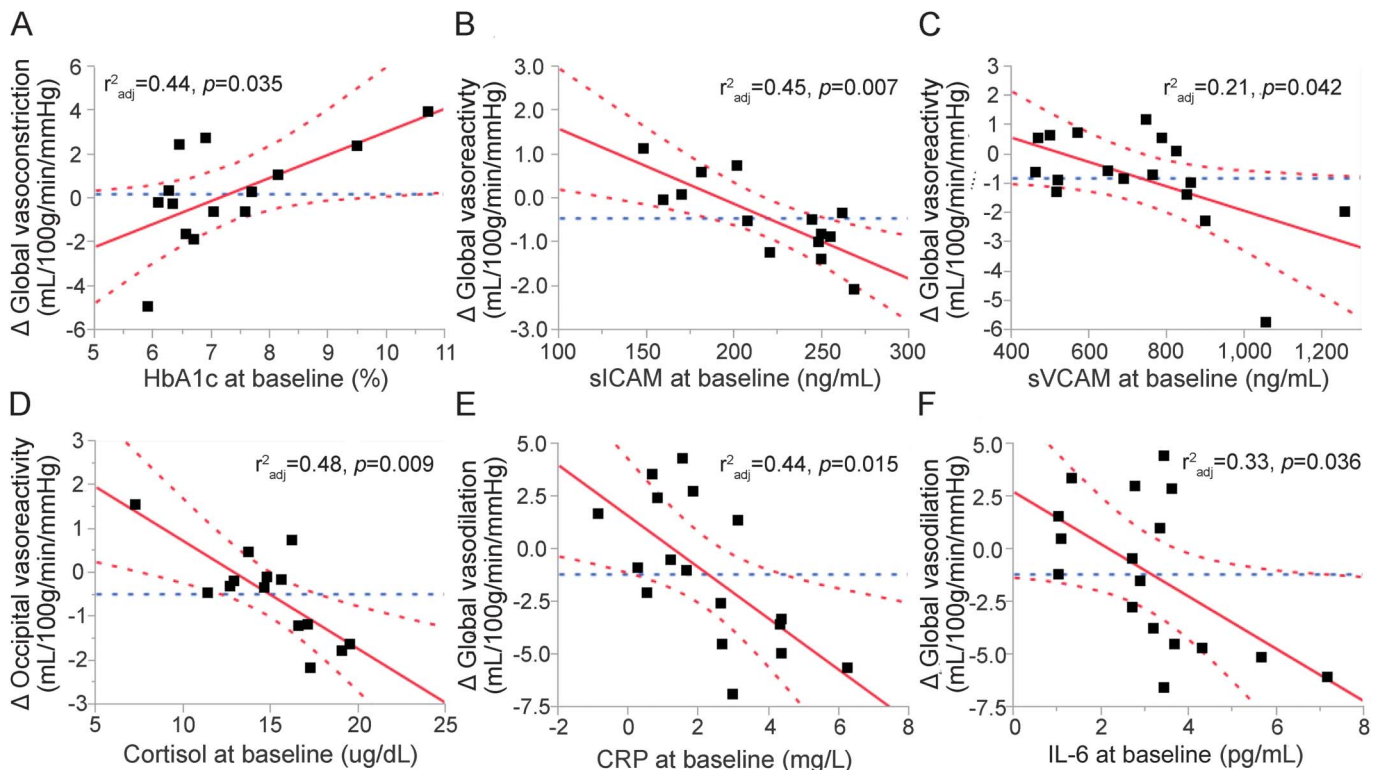 A
Δ Global vasoconstriction
(mL/100g/min/mmHg)
6
4
2
0
-2
-4
-6
r²adj=0.44, p=0.035
5
6
7
8
9
10
11
HbA1c at baseline (%)
B
Δ Global vasoreactivty
(mL/100g/min/mmHg)
3.0
2.0
1.0
0.0
-1.0
-2.0
-3.0
r²adj=0.45, p=0.007
100
150
200
250
300
sICAM at baseline (ng/mL)
C
Δ Global vasoreactivity
(mL/100g/min/mmHg)
3
2
1
0
-1
-2
-3
-4
-5
-6
r²adj=0.21, .p=0.042
400
600
800
1,000
1,200
sVCAM at baseline (ng/mL)
D
Δ Occipital vasoreactivity
(mL/100g/min/mmHg)
3
2
1
0
-1
-2
-3
r²adj=0.48, p=0.009
5
10
15
20
25
Cortisol at baseline (ug/dL)
E
Δ Global vasodilation
(mL/100g/min/mmHg)
5.0
2.5
0.0
-2.5
-5.0
-7.5
r²adj=0.44, p=0.015
-2
0
2
4
6
8
CRP at baseline (mg/L)
F
Δ Global vasodilation
(mL/100g/min/mmHg)
5.0
2.5
0.0
-2.5
-5.0
-7.5
r²adj=0.33, p=0.036
0
2
4
6
8
IL-6 at baseline (pg/mL)